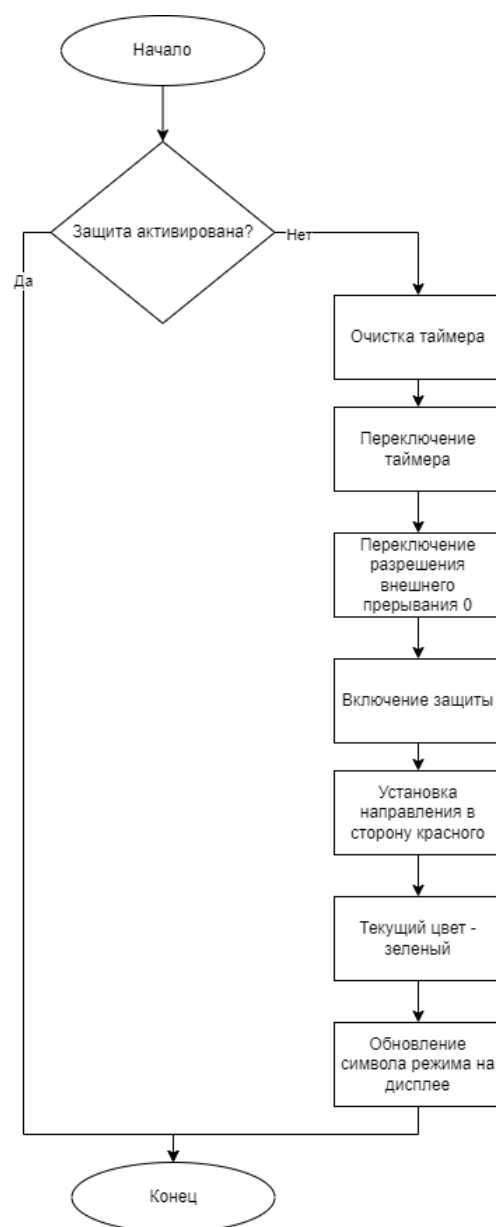 Начало
Защита активирована?
Нет
Да
Очистка таймера
Переключение
таймера
Переключение
разрешения
внешнего
прерывания 0
Включение защиты
Установка
направления в
сторону красного
Текущий цвет -
зеленый
Обновление
символа режима на
дисплее
Конец